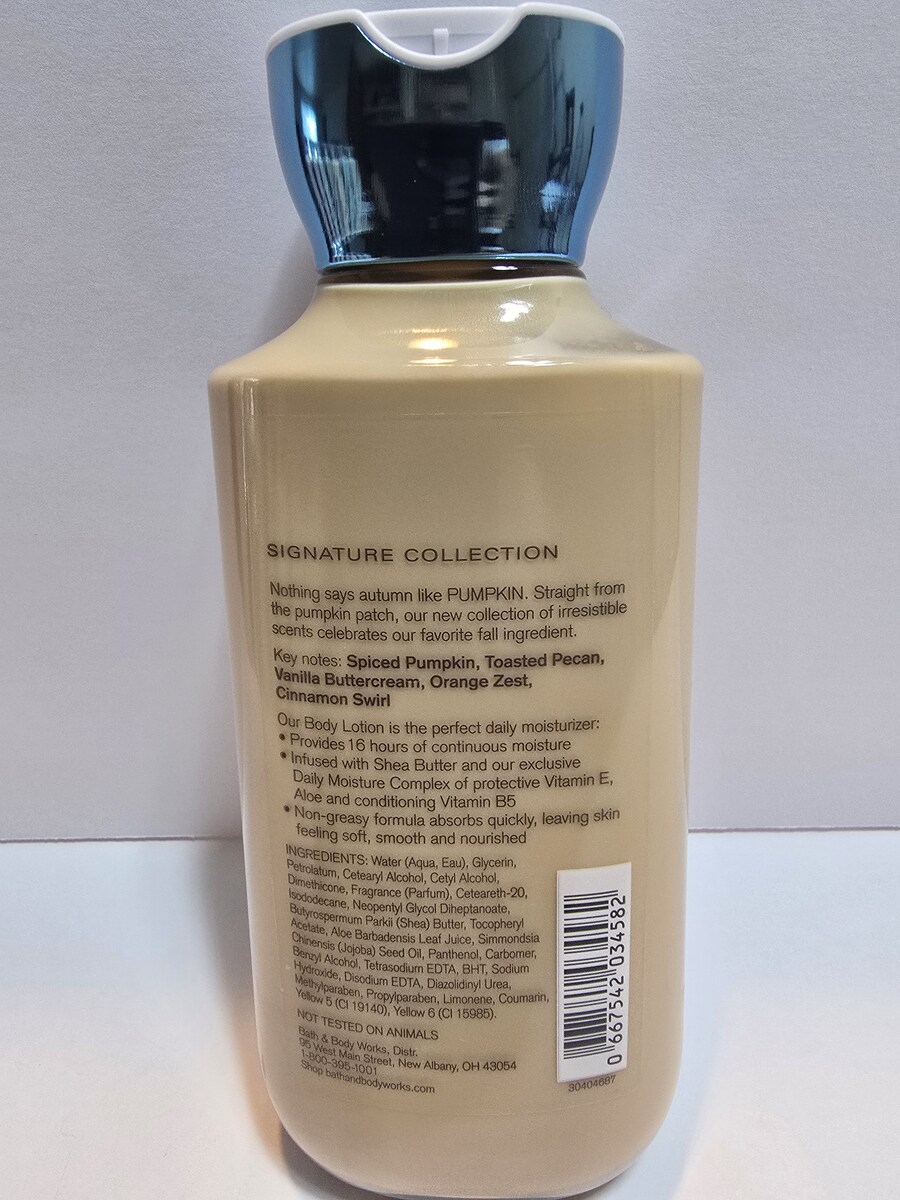 SIGNATURE COLLECTION
Nothing says autumn like PUMPKIN. Straight from
the pumpkin patch, our new collection of irresistible
scents celebrates our favorite fall ingredient.
Key notes: Spiced Pumpkin, Toasted Pecan,
Vanilla Buttercream, Orange Zest,
Cinnamon Swirl
Our Body Lotion is the perfect daily moisturizer:
• Provides 16 hours of continuous moisture
• Infused with Shea Butter and our exclusive
Daily Moisture Complex of protective Vitamin E,
Aloe and conditioning Vitamin B5
• Non-greasy formula absorbs quickly, leaving skin
feeling soft, smooth and nourished
INGREDIENTS: Water (Aqua, Eau), Glycerin,
Petrolatum, Cetearyl Alcohol, Cetyl Alcohol,
Dimethicone, Fragrance (Parfum), Ceteareth-20,
Isododecane, Neopentyl Glycol Diheptanoate,
Butyrospermum Parkii (Shea) Butter, Tocopheryl
Acetate, Aloe Barbadensis Leaf Juice, Simmondsia
Chinensis (Jojoba) Seed Oil, Panthenol, Carbomer,
Benzyl Alcohol, Tetrasodium EDTA, BHT, Sodium
Hydroxide, Disodium EDTA, Diazolidinyl Urea,
Methylparaben, Propylparaben, Limonene, Coumarin,
Yellow 5 (CI 19140), Yellow 6 (CI 15985).
NOT TESTED ON ANIMALS
Bath & Body Works, Distr.
95 West Main Street, New Albany, OH 43054
1-800-395-1001
Shop bathandbodyworks.com
0 667542 034582
30404687